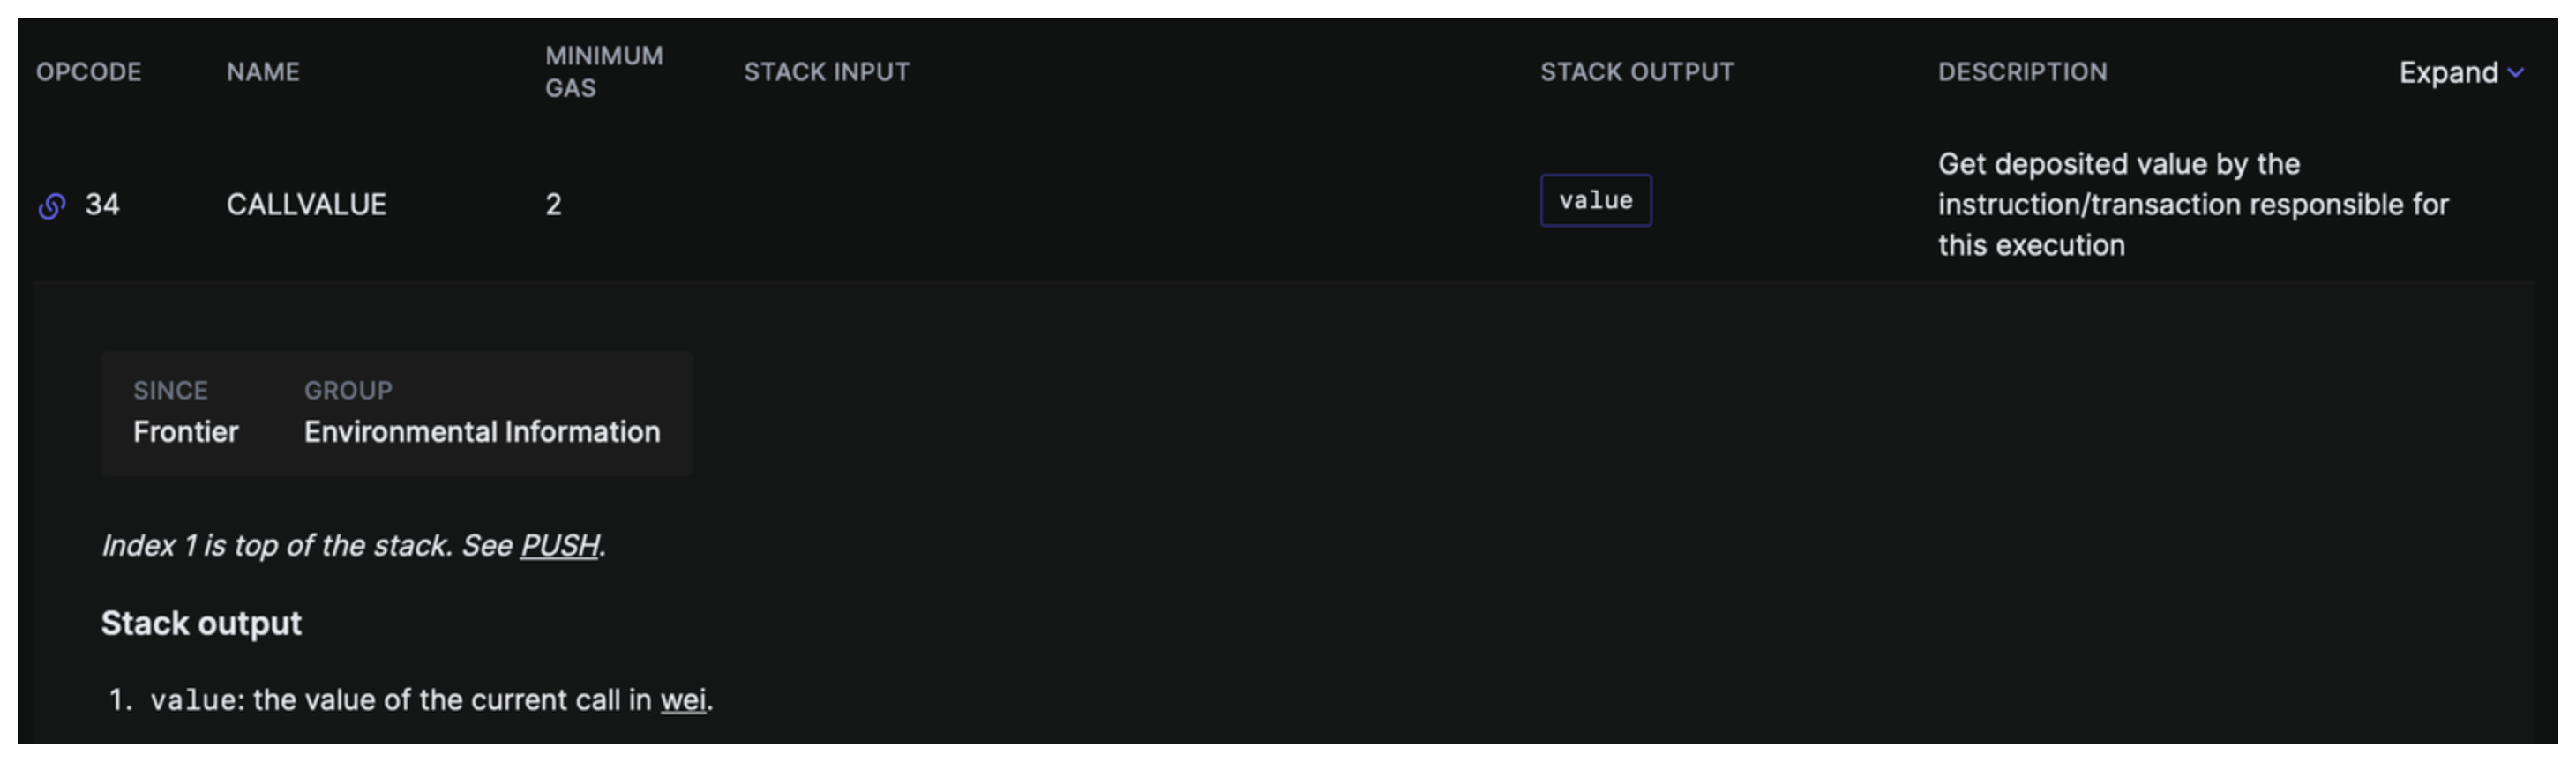 OPCODE NAME MINIMUM GAS STACK INPUT STACK OUTPUT DESCRIPTION Expand
34 CALLVALUE 2 value Get deposited value by the
instruction/transaction responsible for
this execution
SINCE GROUP
Frontier Environmental Information
Index 1 is top of the stack. See PUSH.
Stack output
1. value: the value of the current call in wei.